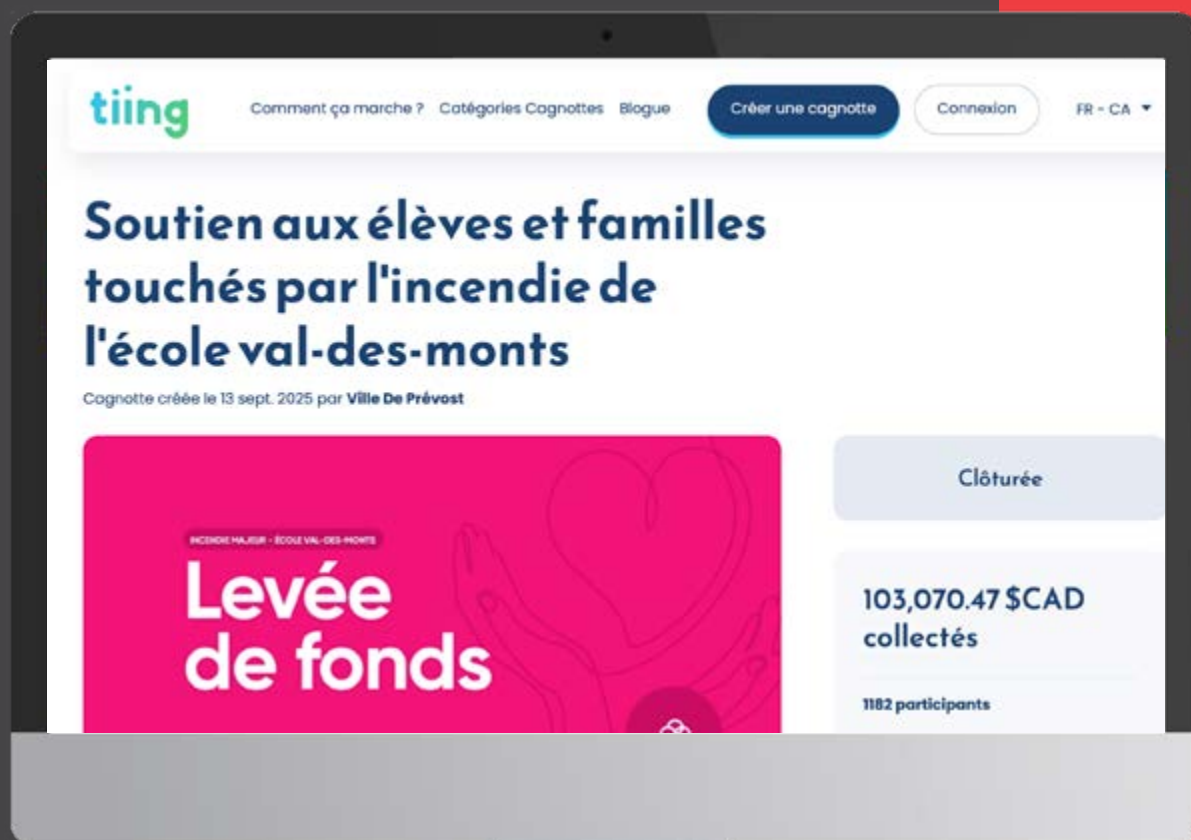 tiing
Comment ça marche ? Catégories Cagnottes Blogue Créer une cagnotte Connexion FR - CA
Soutien aux élèves et familles
touchés par l'incendie de
l'école val-des-monts
Cagnotte créée le 13 sept. 2025 par Ville De Prévost
Clôturée
INCENDIE MAJEUR - ÉCOLE VAL-DES-MONTS
Levée
de fonds
103,070.47 $CAD
collectés
1182 participants